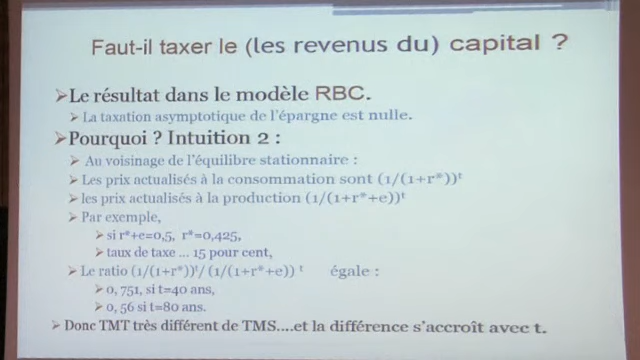 Faut-il taxer le (les revenus du) capital ?
➢Le résultat dans le modèle RBC.
➢ La taxation asymptotique de l'épargne est nulle.
➢Pourquoi ? Intuition 2 :
➢ Au voisinage de l'équilibre stationnaire :
➢ Les prix actualisés à la consommation sont (1/(1+r*))ᵗ
➢ les prix actualisés à la production (1/(1+r*+e))ᵗ
➢ Par exemple,
➢ si r*+e=0,5, r*=0,425,
➢ taux de taxe ... 15 pour cent,
➢ Le ratio (1/(1+r*))ᵗ/ (1/(1+r*+e)) ᵗ égale :
➢ 0, 751, si t=40 ans,
➢ 0, 56 si t=80 ans.
➢ Donc TMT très différent de TMS....et la différence s'accroît avec t.